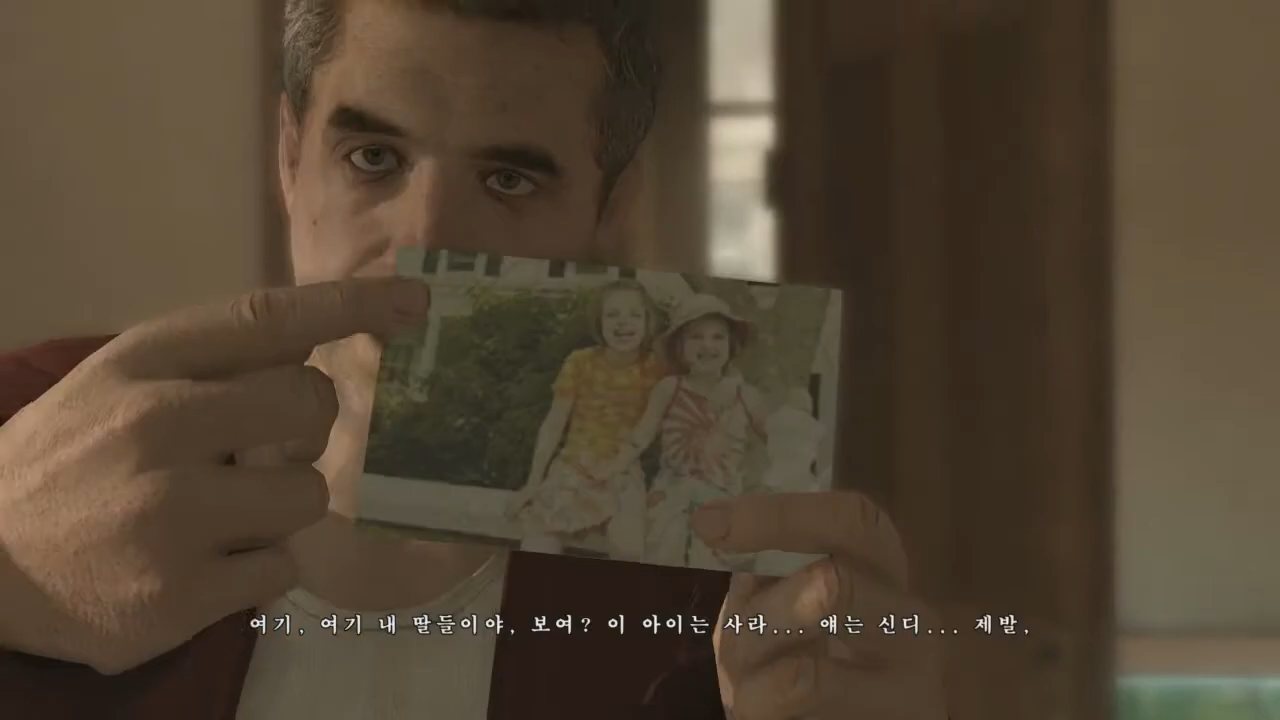 여기, 여기 내 딸들이야, 보여? 이 아이는 사라... 얘는 신디... 제발,